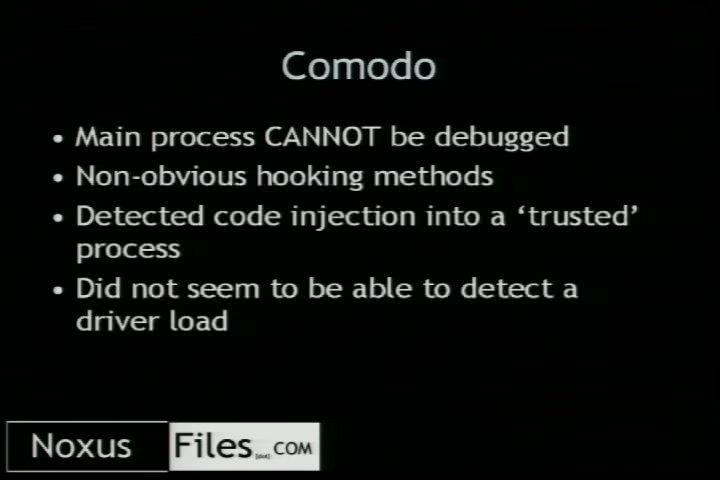 Comodo
• Main process CANNOT be debugged
• Non-obvious hooking methods
• Detected code injection into a ‘trusted’
process
• Did not seem to be able to detect a
driver load
Noxus Files (dot) COM